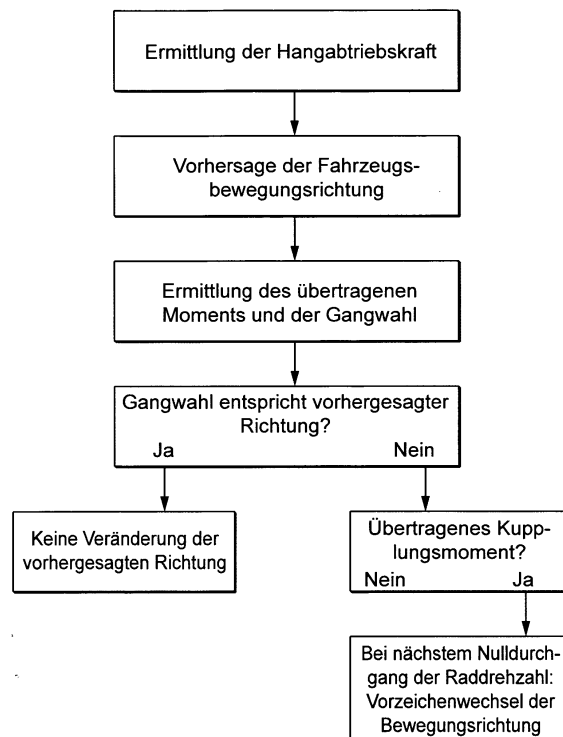 Ermittlung der Hangabtriebskraft
Vorhersage der Fahrzeugs-
bewegungsrichtung
Ermittlung des übertragenen
Moments und der Gangwahl
Gangwahl entspricht vorhergesagter
Richtung?
Ja Nein
Keine Veränderung der
vorhergesagten Richtung
Übertragenes Kupp-
lungsmoment?
Nein Ja
Bei nächstem Nulldurch-
gang der Raddrehzahl:
Vorzeichenwechsel der
Bewegungsrichtung